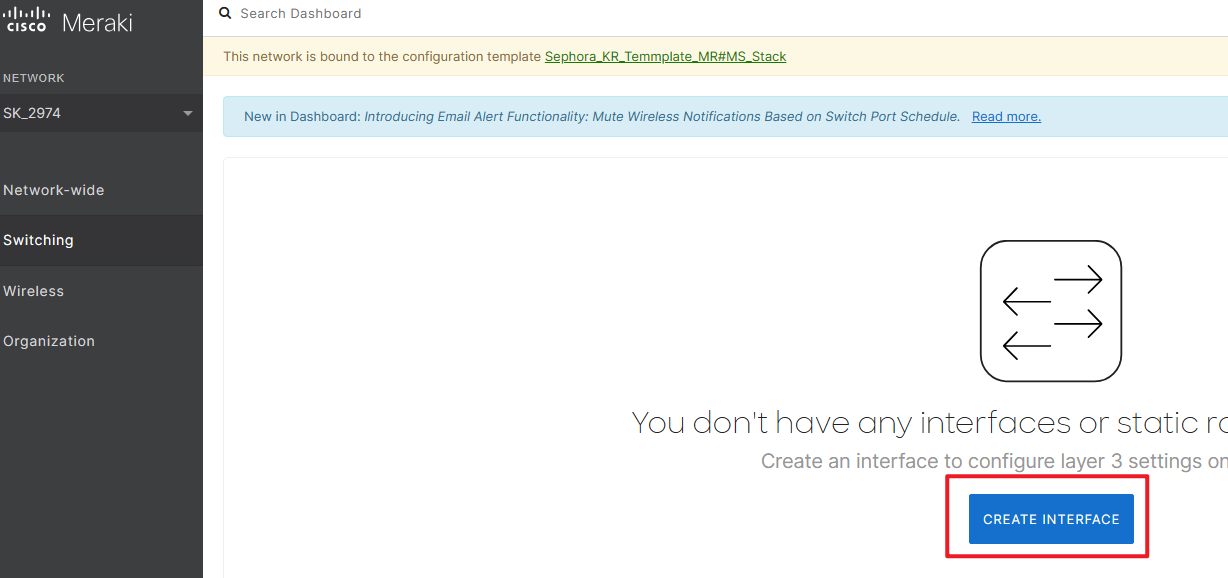 CISCO Meraki
Search Dashboard
This network is bound to the configuration template Sephora_KR_Temmplate_MR#MS_Stack
NETWORK
SK_2974
New in Dashboard: Introducing Email Alert Functionality: Mute Wireless Notifications Based on Switch Port Schedule. Read more.
Network-wide
Switching
Wireless
Organization
You don't have any interfaces or static
Create an interface to configure layer 3 settings on
CREATE INTERFACE